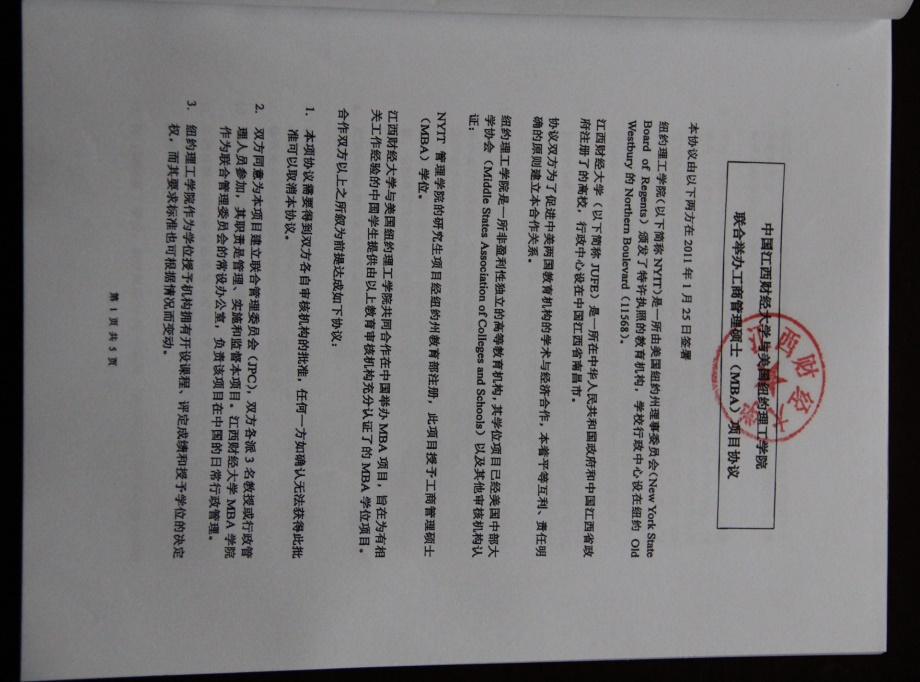 中国江西财经大学与美国纽约理工学院
联合举办工商管理硕士（MBA）项目协议
本协议由以下两方在 2011 年 1 月 25 日签署
纽约理工学院（以下简称 NYIT）是一所由美国纽约州理事委员会（New York State
Board of Regents）颁发了特许执照的教育机构，学校行政中心设在纽约 Old
Westbury 的 Northern Boulevard（11568）。
江西财经大学（以下简称 JUFE）是一所在中华人民共和国政府和中国江西省政
府注册了的高校，行政中心设在中国江西省南昌市。
协议双方为了促进中美两国教育机构的学术与经济合作，本着平等互利、责任明
确的原则建立本合作关系。
纽约理工学院是一所非盈利性独立的高等教育机构，其学位项目已经美国中部大
学协会（Middle States Association of Colleges and Schools）以及其他审核机构认
证：
NYIT 管理学院的研究生项目经纽约州教育部注册，此项目授予工商管理硕士
（MBA）学位。
江西财经大学与美国纽约理工学院共同合作在中国举办 MBA 项目，旨在为有相
关工作经验的中国学生提供由以上教育审核机构充分认证了的 MBA 学位项目。
合作双方以上之所叙为前提达成如下协议：
1. 本项协议需要得到双方各自审核机构的批准，任何一方如确认无法获得此批
准可以取消本协议。
2. 双方同意为本项目建立联合管理委员会（JPC），双方各派 3 名教授或行政管
理人员参加，其职责是管理、实施和监督本项目。江西财经大学 MBA 学院
作为联合管理委员会的常设办公室，负责该项目在中国的日常行政管理。
3. 纽约理工学院作为学位授予机构拥有开设课程、评定成绩和授予学位的决定
权，而其要求标准也可根据情况而变动。
第 1 页 共 5 页
西财经大